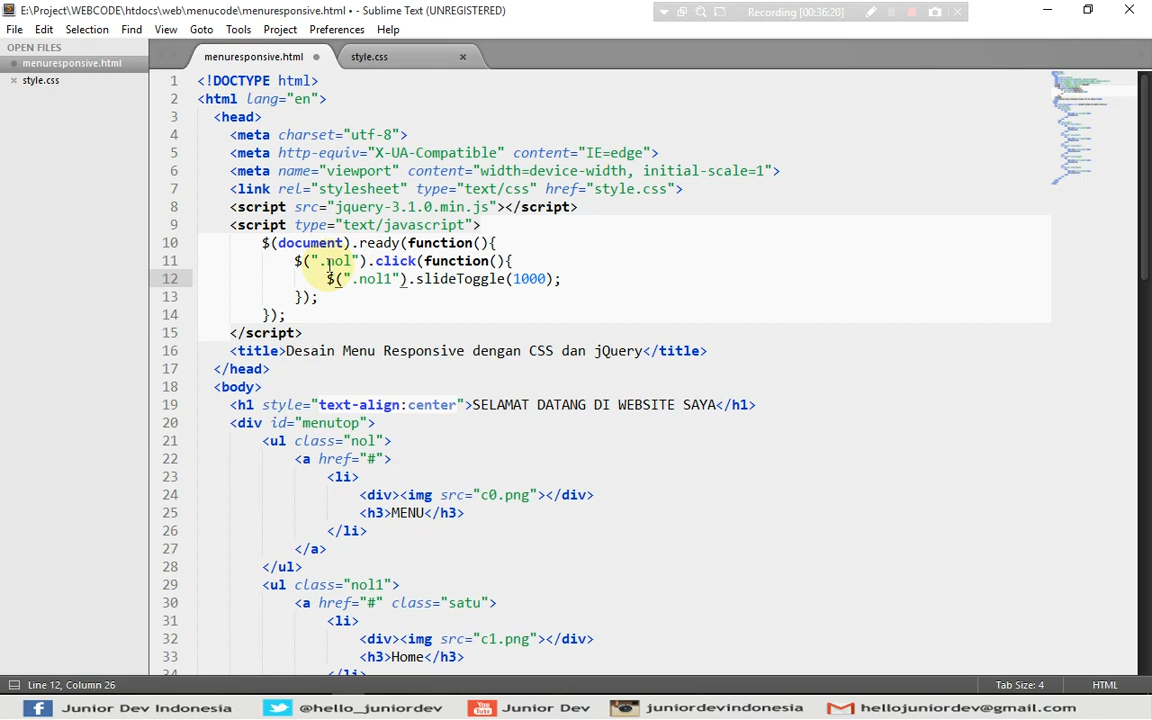 E:\Project\WEBCODE\htdocs\web\menucode\menuresponsive.html • - Sublime Text (UNREGISTERED)
Recording [00:36:20]
File Edit Selection Find View Goto Tools Project Preferences Help
OPEN FILES
menuresponsive.html
style.css
menuresponsive.html
style.css
1 <!DOCTYPE html>
2 <html lang="en">
3 <head>
4 <meta charset="utf-8">
5 <meta http-equiv="X-UA-Compatible" content="IE=edge">
6 <meta name="viewport" content="width=device-width, initial-scale=1">
7 <link rel="stylesheet" type="text/css" href="style.css">
8 <script src="jquery-3.1.0.min.js"></script>
9 <script type="text/javascript">
10 $(document).ready(function(){
11 $(".nol").click(function(){
12 $(".nol1").slideToggle(1000);
13 });
14 });
15 </script>
16 <title>Desain Menu Responsive dengan CSS dan jQuery</title>
17 </head>
18 <body>
19 <h1 style="text-align:center">SELAMAT DATANG DI WEBSITE SAYA</h1>
20 <div id="menutop">
21 <ul class="nol">
22 <a href="#">
23 <li>
24 <div><img src="c0.png"></div>
25 <h3>MENU</h3>
26 </li>
27 </a>
28 </ul>
29 <ul class="nol1">
30 <a href="#" class="satu">
31 <li>
32 <div><img src="c1.png"></div>
33 <h3>Home</h3>
34 </li>
Line 12, Column 26
Tab Size: 4
HTML
Junior Dev Indonesia
@hello_juniordev
Junior Dev
juniordevindonesia
hellojuniordev@gmail.com